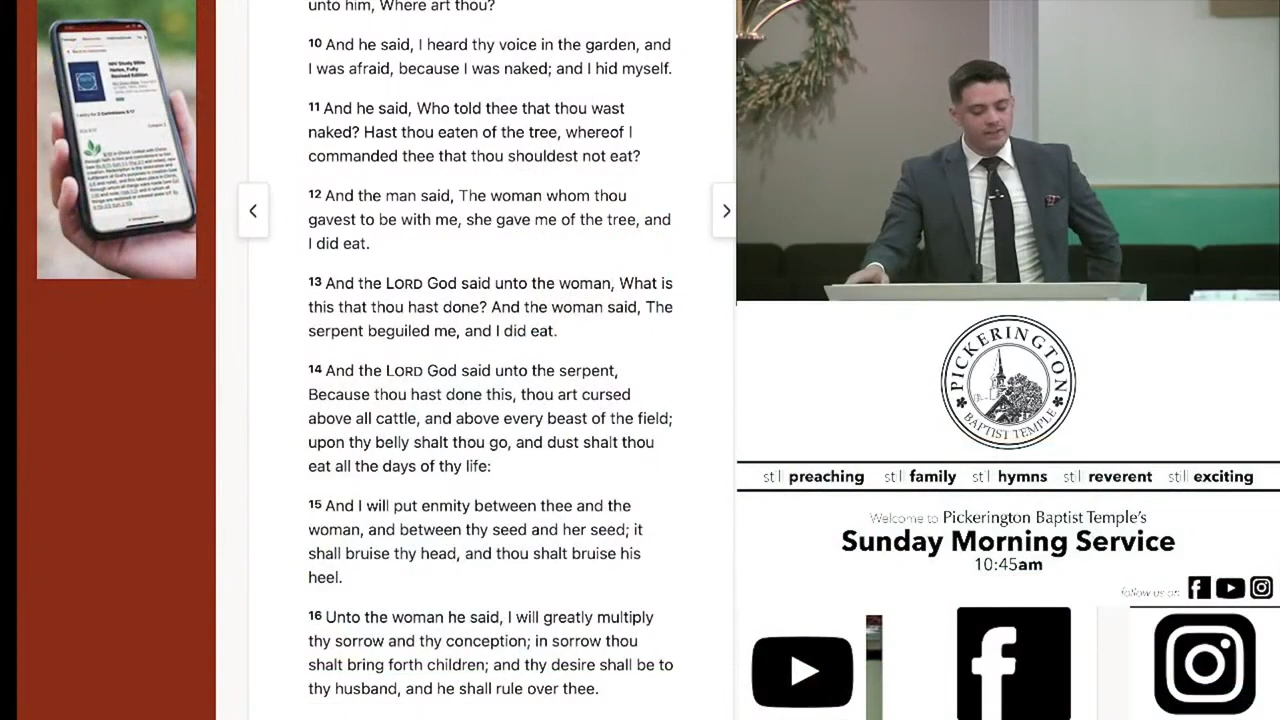 NIV Study Bible
Notes, Fully
Revised Edition
unto him, Where art thou?
10 And he said, I heard thy voice in the garden, and
I was afraid, because I was naked; and I hid myself.
11 And he said, Who told thee that thou wast
naked? Hast thou eaten of the tree, whereof I
commanded thee that thou shouldest not eat?
12 And the man said, The woman whom thou
gavest to be with me, she gave me of the tree, and
I did eat.
13 And the LORD God said unto the woman, What is
this that thou hast done? And the woman said, The
serpent beguiled me, and I did eat.
14 And the LORD God said unto the serpent,
Because thou hast done this, thou art cursed
above all cattle, and above every beast of the field;
upon thy belly shalt thou go, and dust shalt thou
eat all the days of thy life:
15 And I will put enmity between thee and the
woman, and between thy seed and her seed; it
shall bruise thy head, and thou shalt bruise his
heel.
16 Unto the woman he said, I will greatly multiply
thy sorrow and thy conception; in sorrow thou
shalt bring forth children; and thy desire shall be to
thy husband, and he shall rule over thee.
PICKERINGTON
BAPTIST TEMPLE
still preaching still family still hymns still reverent still exciting
Welcome to Pickerington Baptist Temple's
Sunday Morning Service
10:45am
follow us on